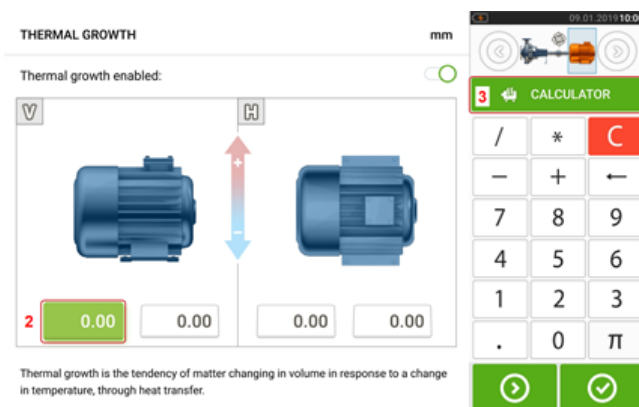 THERMAL GROWTH mm
09.01.2019 10:0
Thermal growth enabled:
V H
3 CALCULATOR
/ * C
− + ←
7 8 9
4 5 6
1 2 3
. 0 π
+
−
2 0.00 0.00 0.00 0.00
Thermal growth is the tendency of matter changing in volume in response to a change
in temperature, through heat transfer.